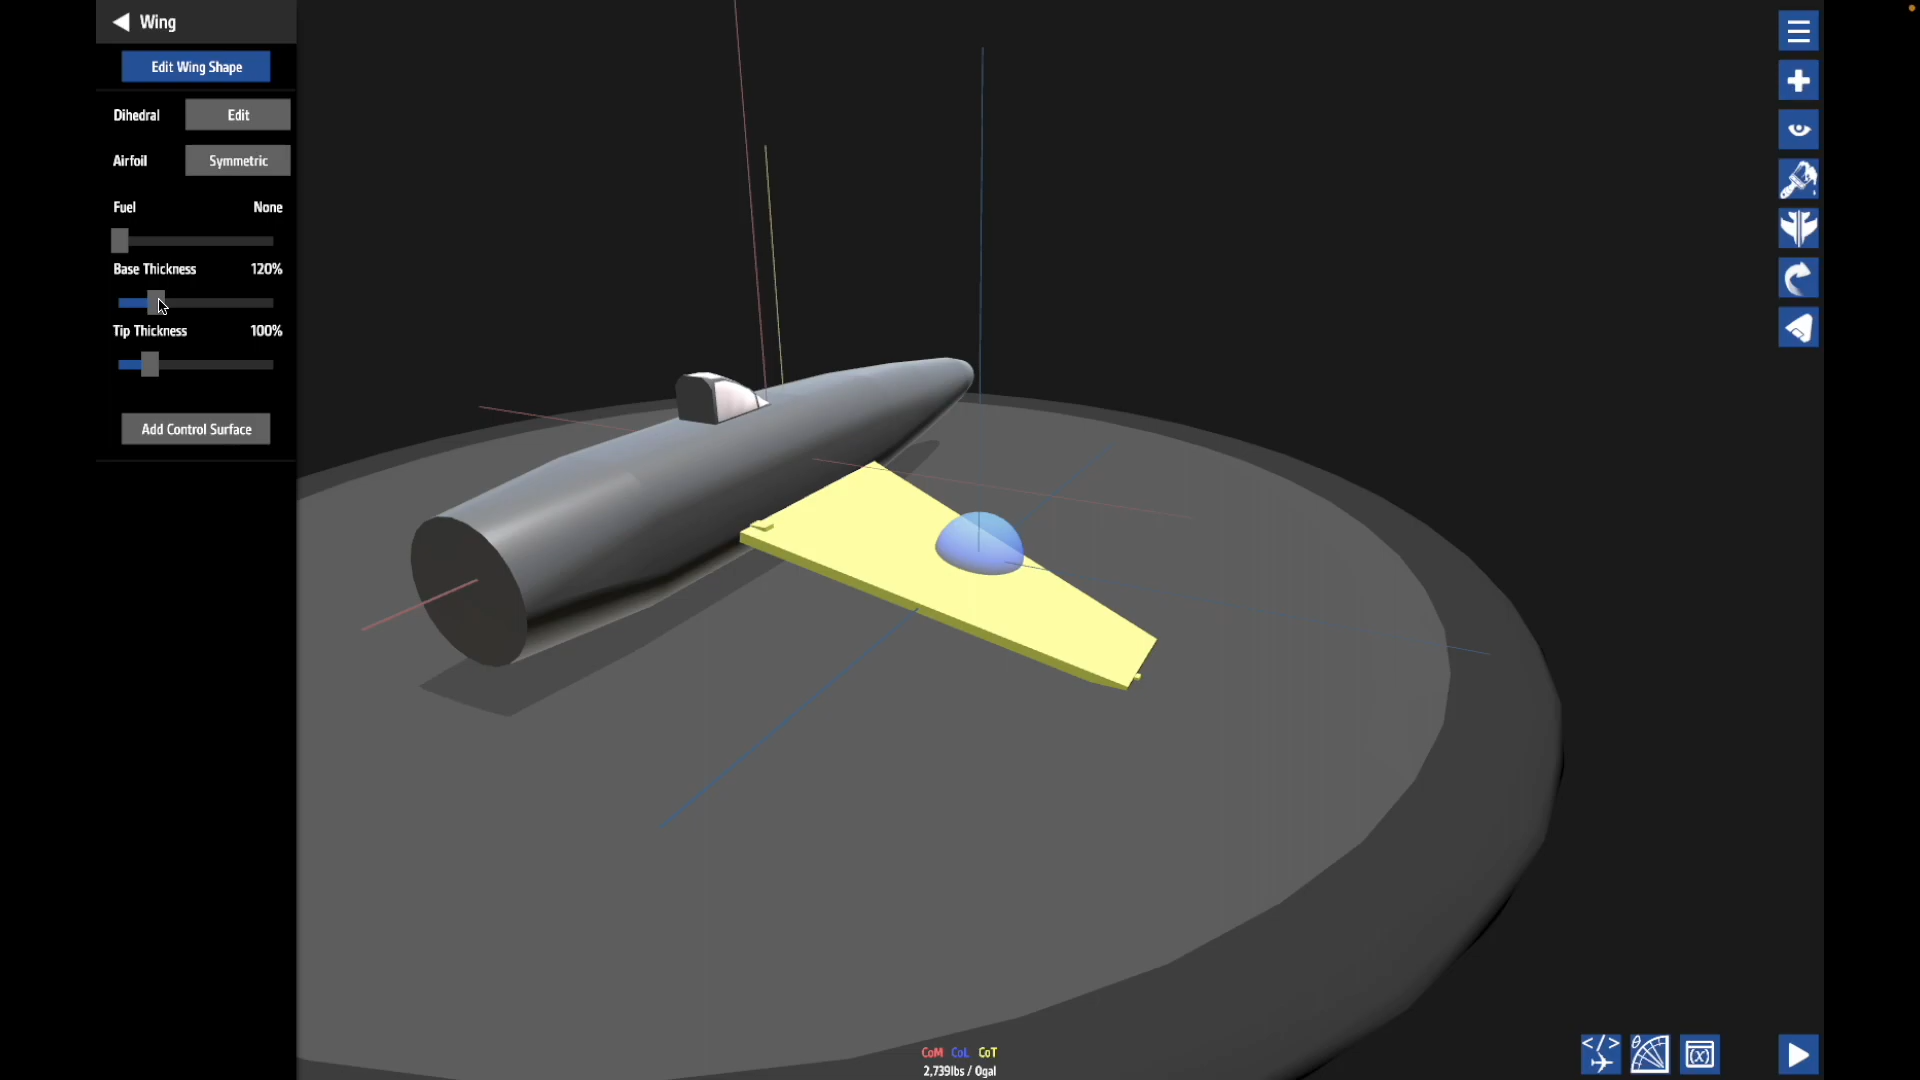 Wing
Edit Wing Shape
Dihedral Edit
Airfoil Symmetric
Fuel None
Base Thickness 120%
Tip Thickness 100%
Add Control Surface
</>
(x)
CoM CoL CoT
2,739lbs / 0gal